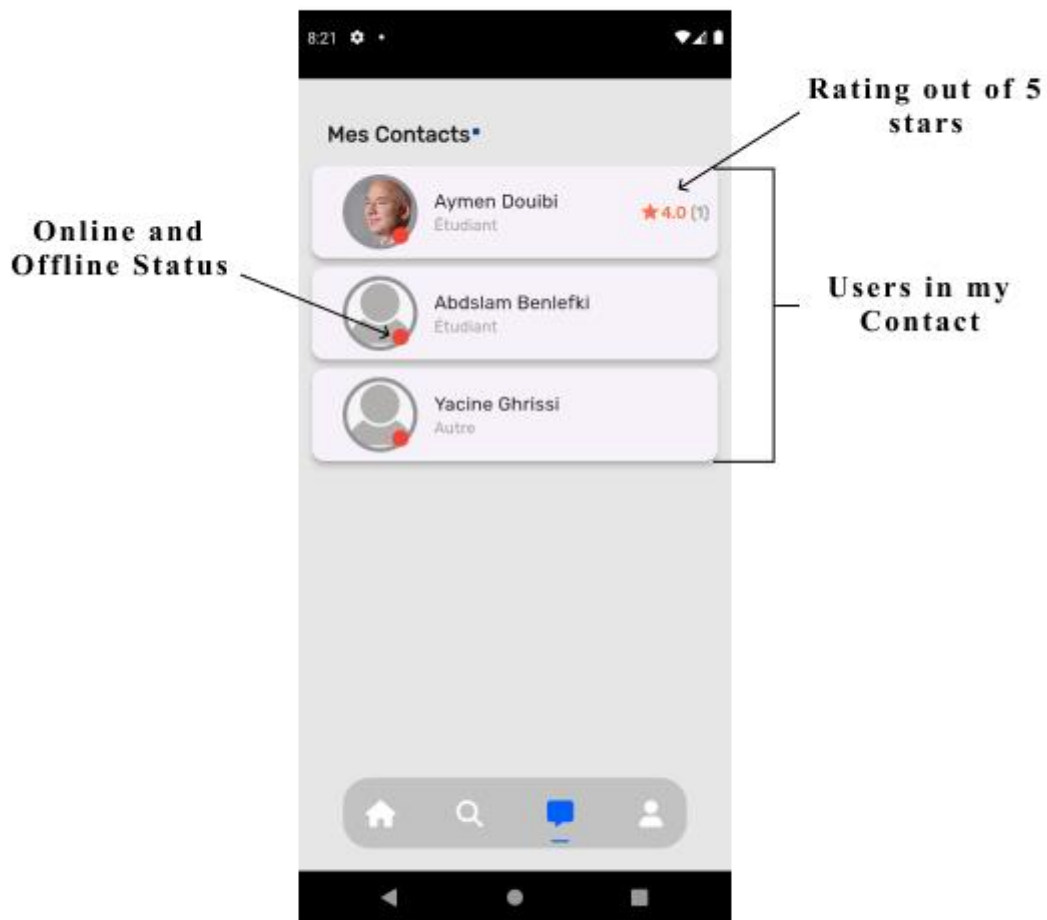 8:21
Rating out of 5
stars
Mes Contacts
Aymen Douibi
Étudiant
4.0 (1)
Online and
Offline Status
Abdslam Benlefki
Étudiant
Users in my
Contact
Yacine Ghrissi
Autre